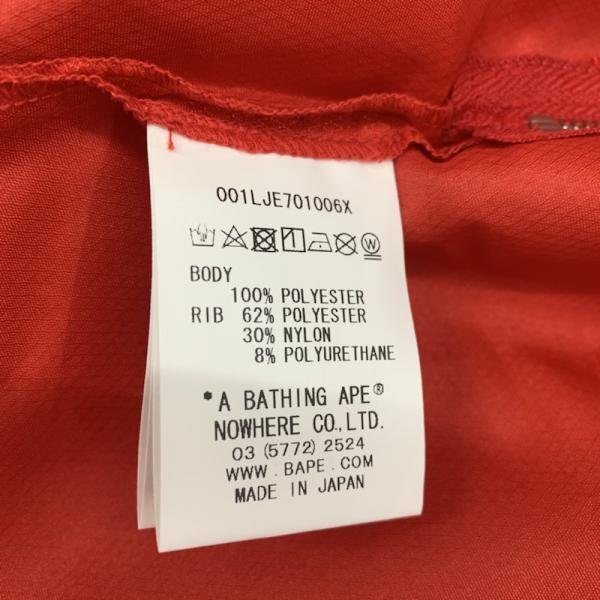 001LJE701006X
W
BODY
100% POLYESTER
RIB 62% POLYESTER
30% NYLON
8% POLYURETHANE
*A BATHING APE®
NOWHERE CO.,LTD.
03 (5772) 2524
WWW.BAPE.COM
MADE IN JAPAN